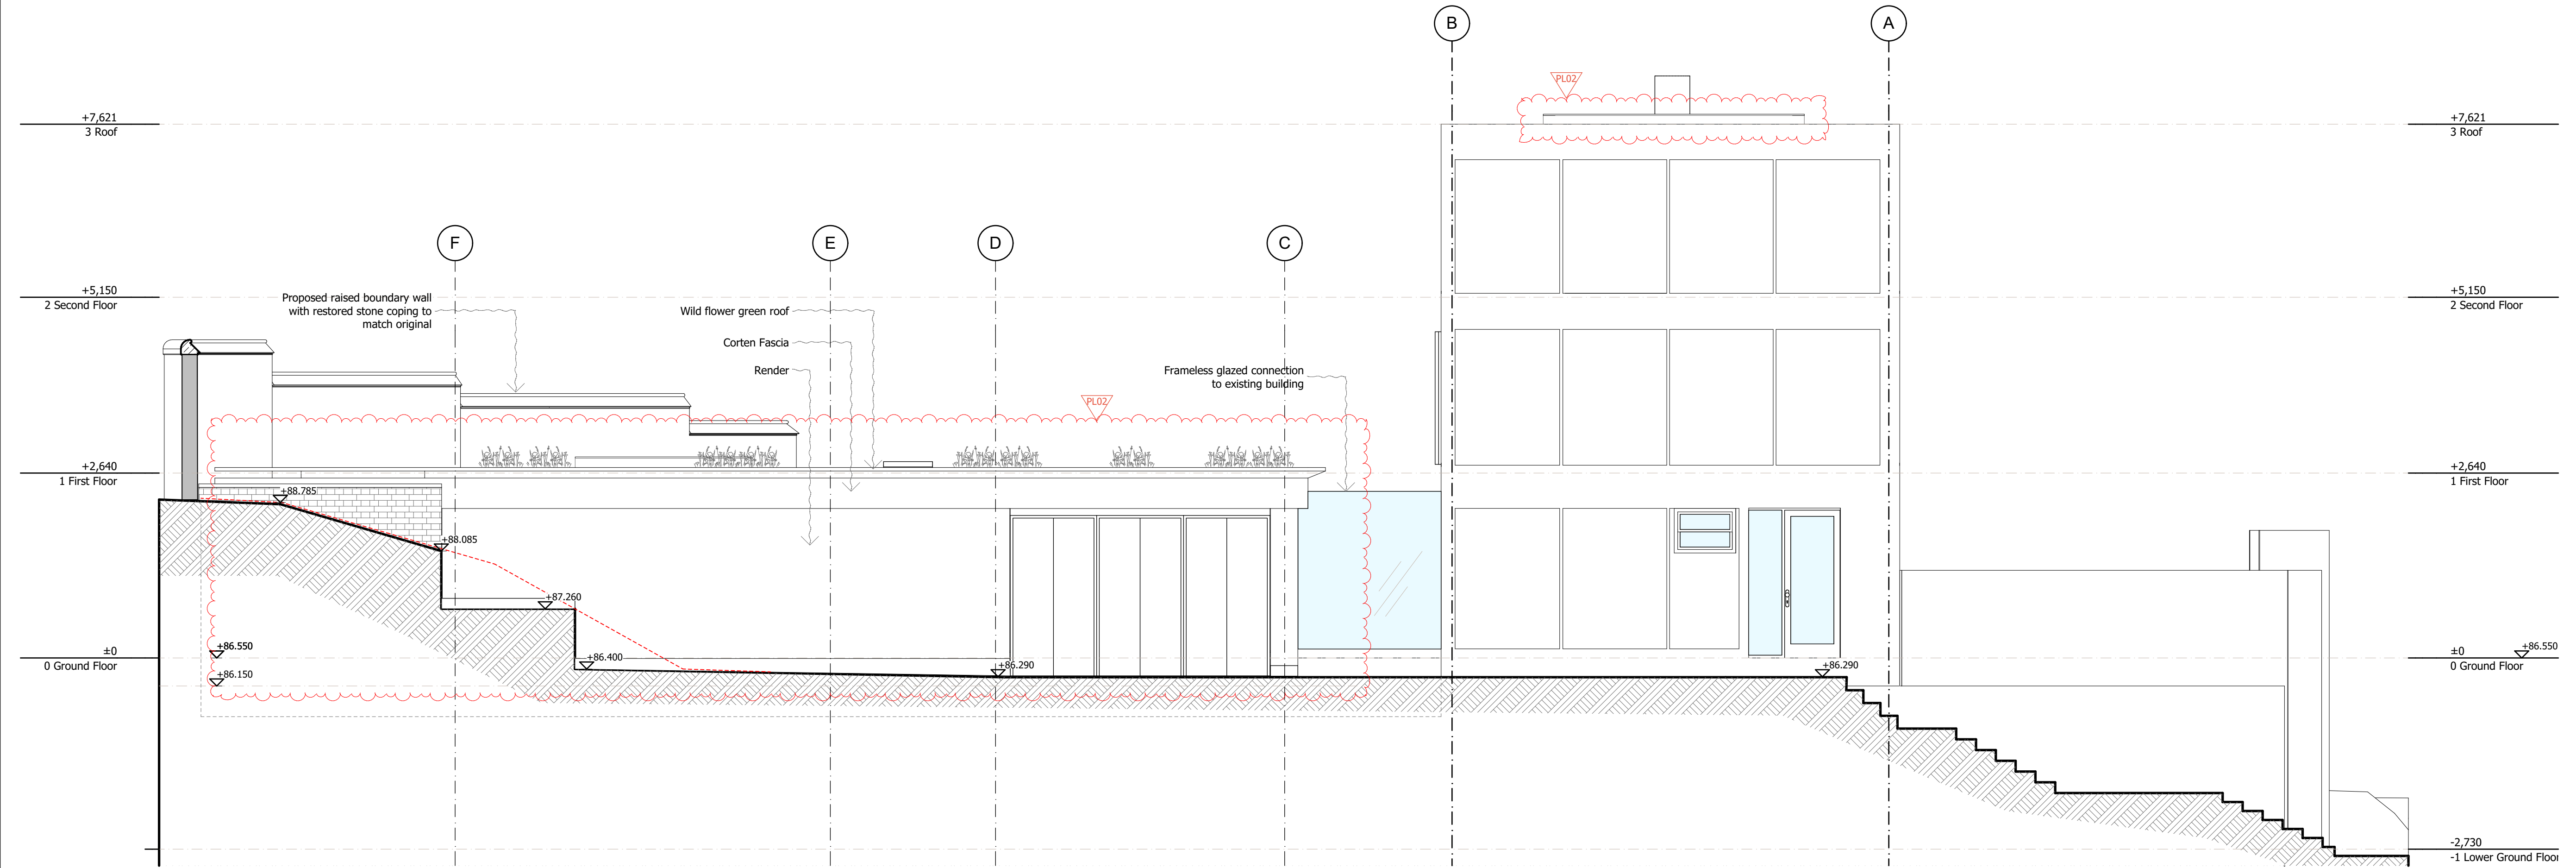 B
A
PL02
+7,621
3 Roof
+7,621
3 Roof
F
E
D
C
+5,150
2 Second Floor
Proposed raised boundary wall
with restored stone coping to
match original
Wild flower green roof
Corten Fascia
Render
Frameless glazed connection
to existing building
+5,150
2 Second Floor
PL02
+2,640
1 First Floor
+2,640
1 First Floor
+88.785
+88.085
+87.260
±0
0 Ground Floor
+86.550
+86.150
+86.400
+86.290
+86.290
±0
0 Ground Floor
+86.550
-2,730
-1 Lower Ground Floor